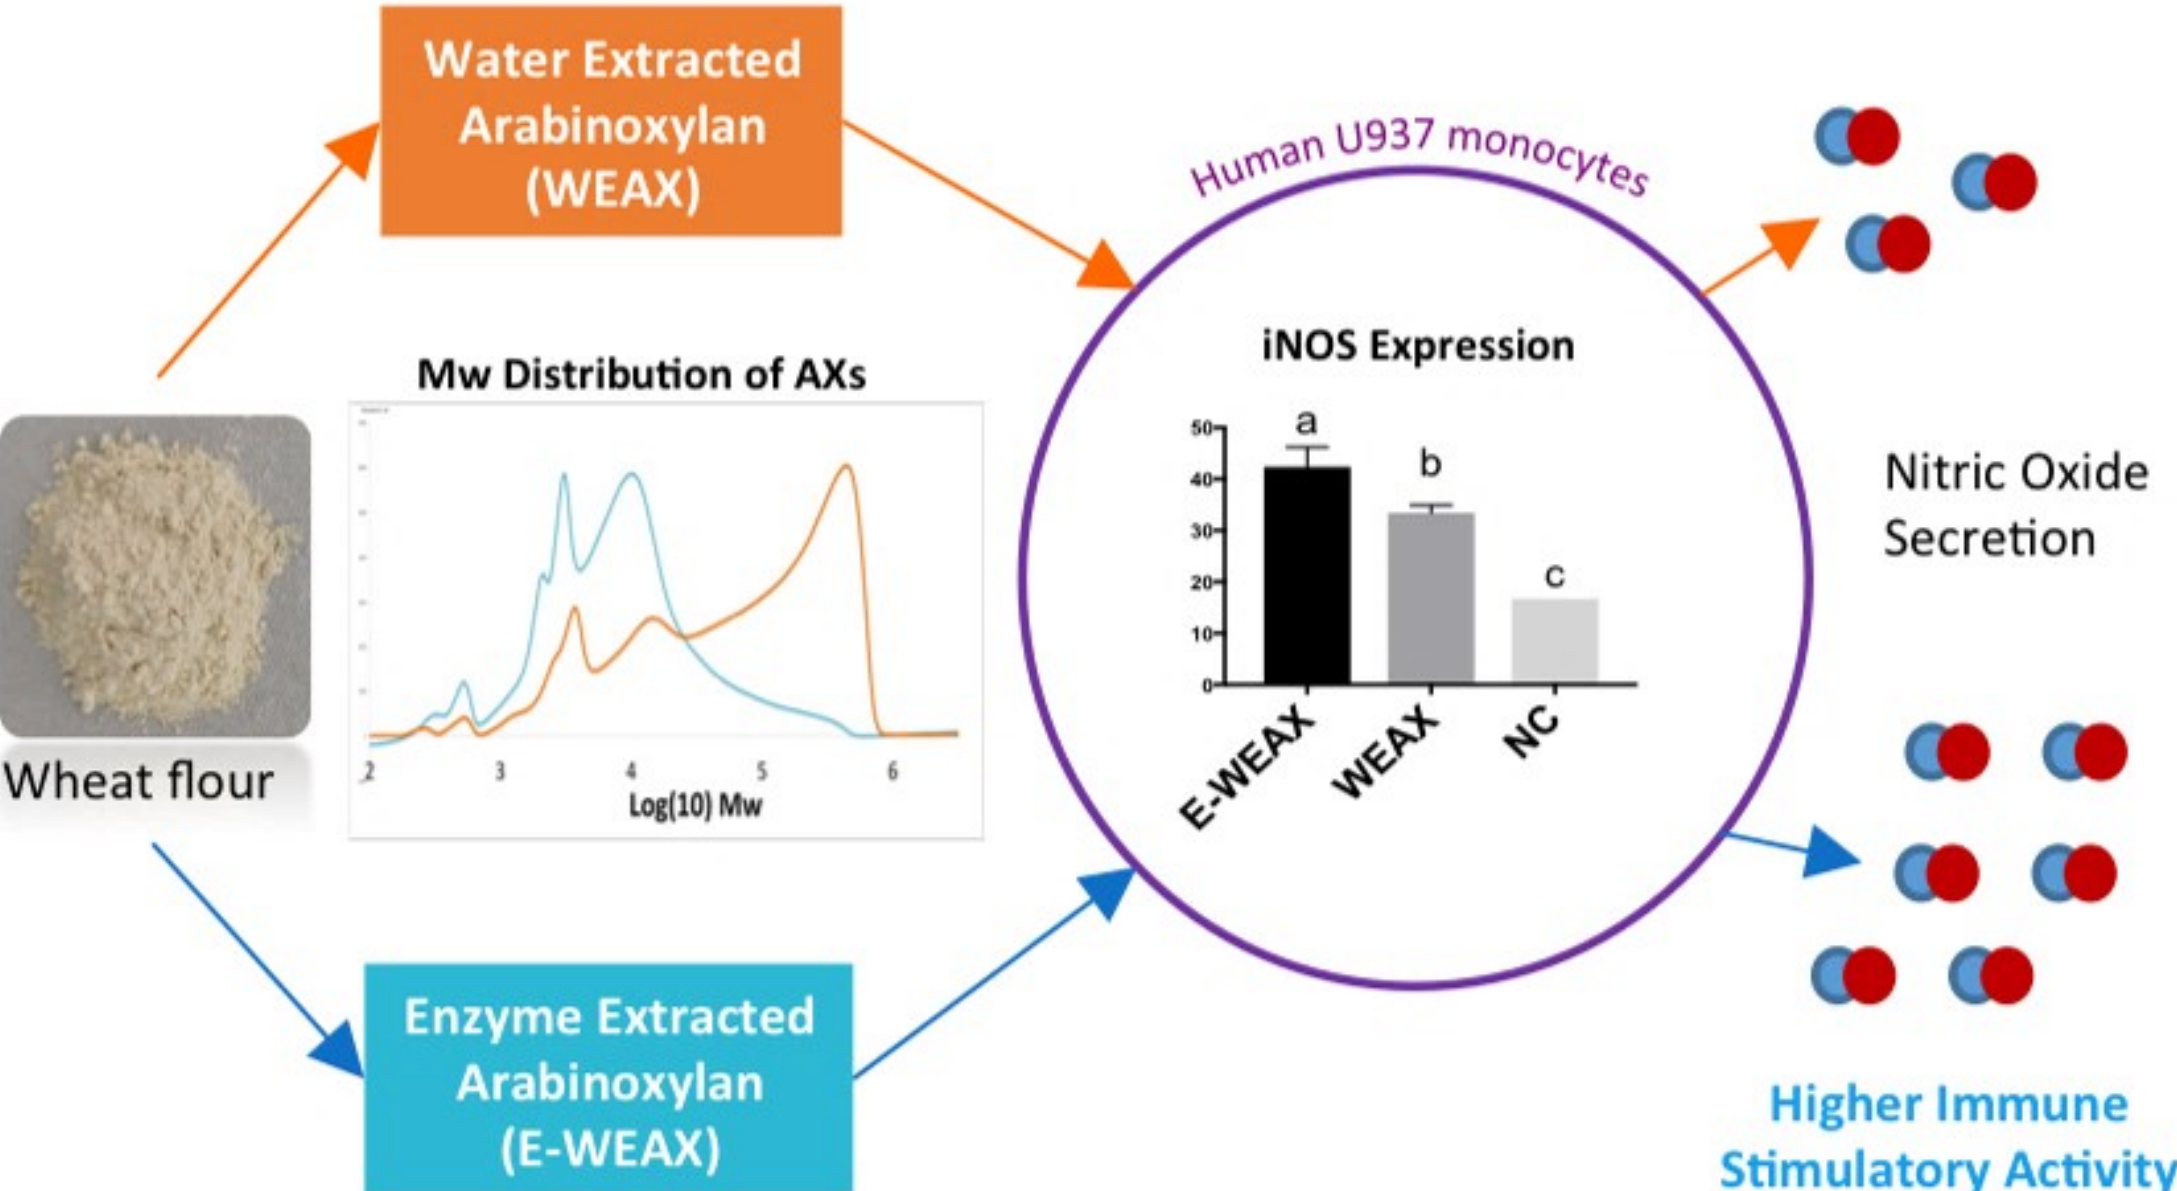 Water Extracted
Arabinoxylan
(WEAX)
Human U937 monocytes
Mw Distribution of AXs
2 3 4 5 6
Log(10) Mw
Wheat flour
iNOS Expression
50
40
30
20
10
0
a
b
c
E-WEAX
WEAX
NC
Nitric Oxide
Secretion
Enzyme Extracted
Arabinoxylan
(E-WEAX)
Higher Immune
Stimulatory Activity